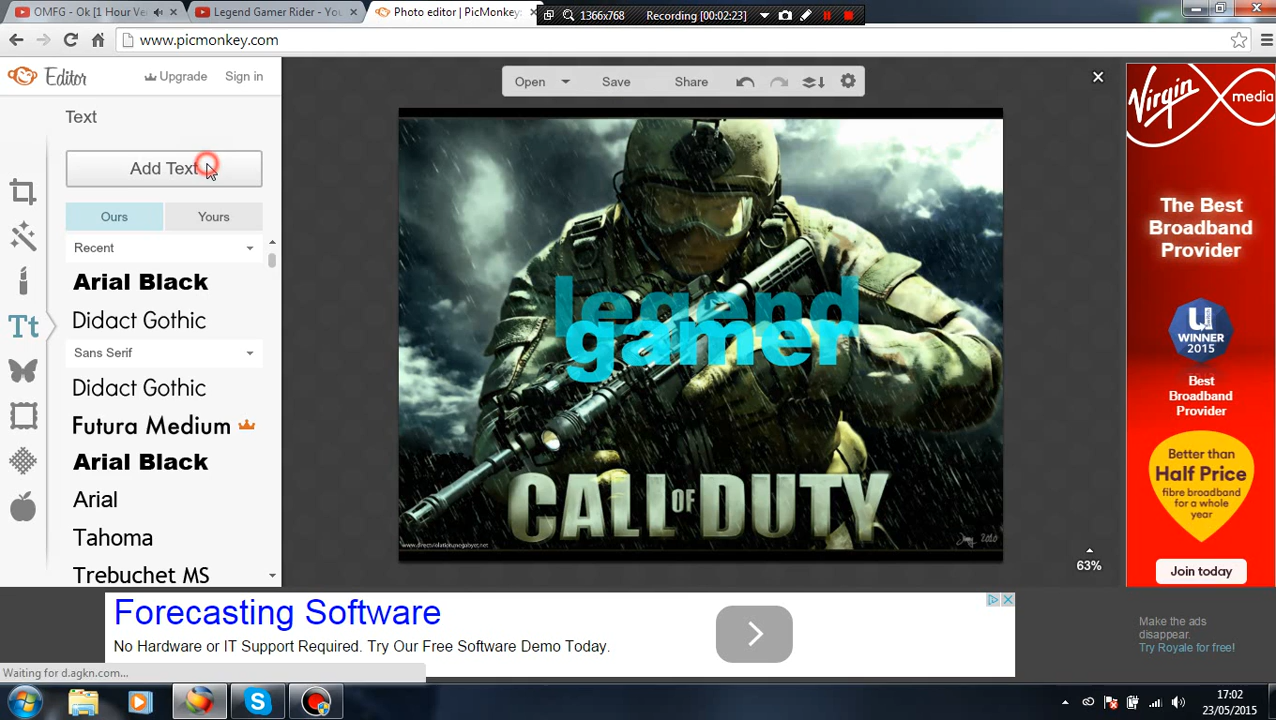 OMFG - Ok [1 Hour Ve
Legend Gamer Rider - You
Photo editor | PicMonkey:
1366x768
Recording [00:02:23]
www.picmonkey.com
Editor
Upgrade
Sign in
Open
Save
Share
Text
Add Text
Ours
Yours
Recent
Arial Black
Didact Gothic
Sans Serif
Didact Gothic
Futura Medium
Arial Black
Arial
Tahoma
Trebuchet MS
legend
gamer
CALL OF DUTY
63%
Virgin media
The Best
Broadband
Provider
U
WINNER
2015
Best
Broadband
Provider
Better than
Half Price
fibre broadband
for a once
year
Join today
Forecasting Software
No Hardware or IT Support Required. Try Our Free Software Demo Today.
Make the ads
disappear.
Try Royale for free!
Waiting for d.agkn.com...
17:02
23/05/2015